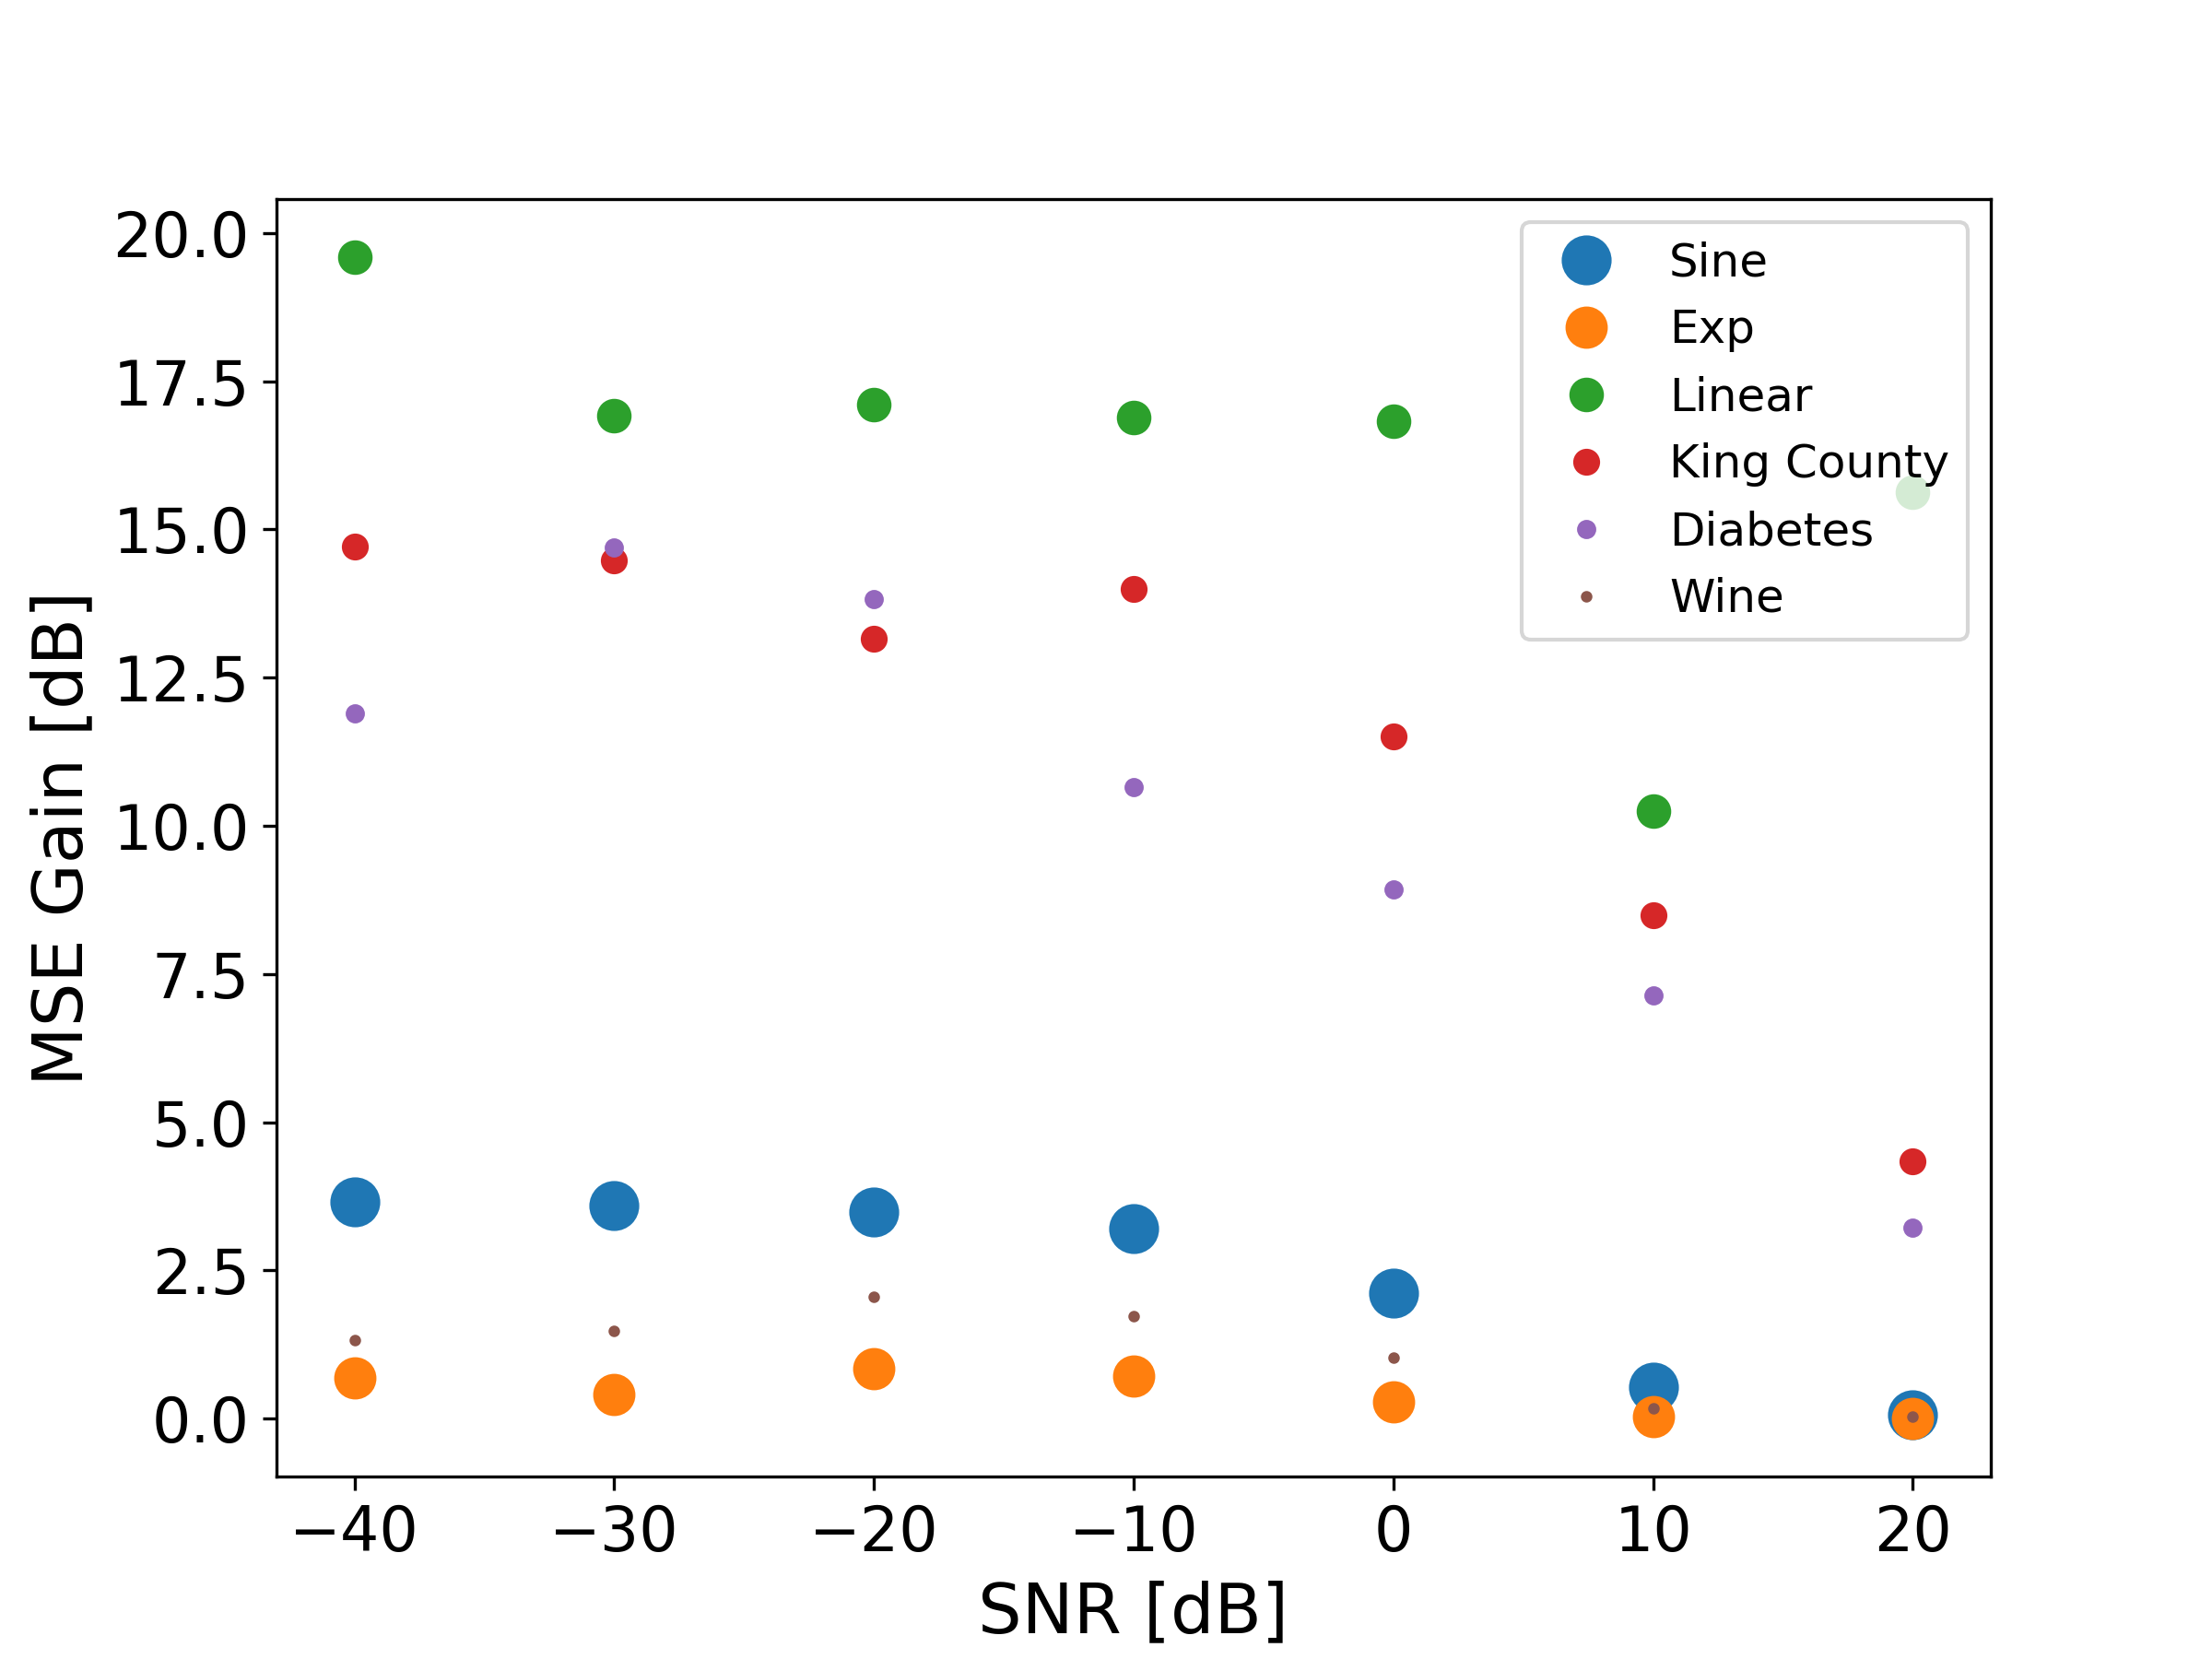 20.0
17.5
15.0
12.5
10.0
7.5
5.0
2.5
0.0
MSE Gain [dB]
Sine
Exp
Linear
King County
Diabetes
Wine
−40 −30 −20 −10 0 10 20
SNR [dB]